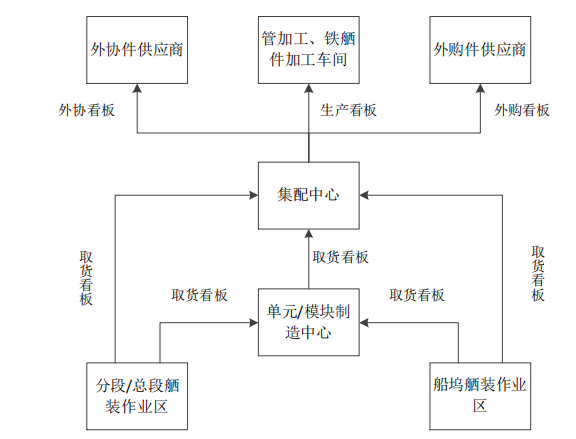 外协件供应商
管加工、铁舾
件加工车间
外购件供应商
外协看板
生产看板
外购看板
集配中心
取货看板
取货看板
取货看板
取货看板
取货看板
单元/模块制
造中心
分段/总段舾
装作业区
船坞舾装作业
区